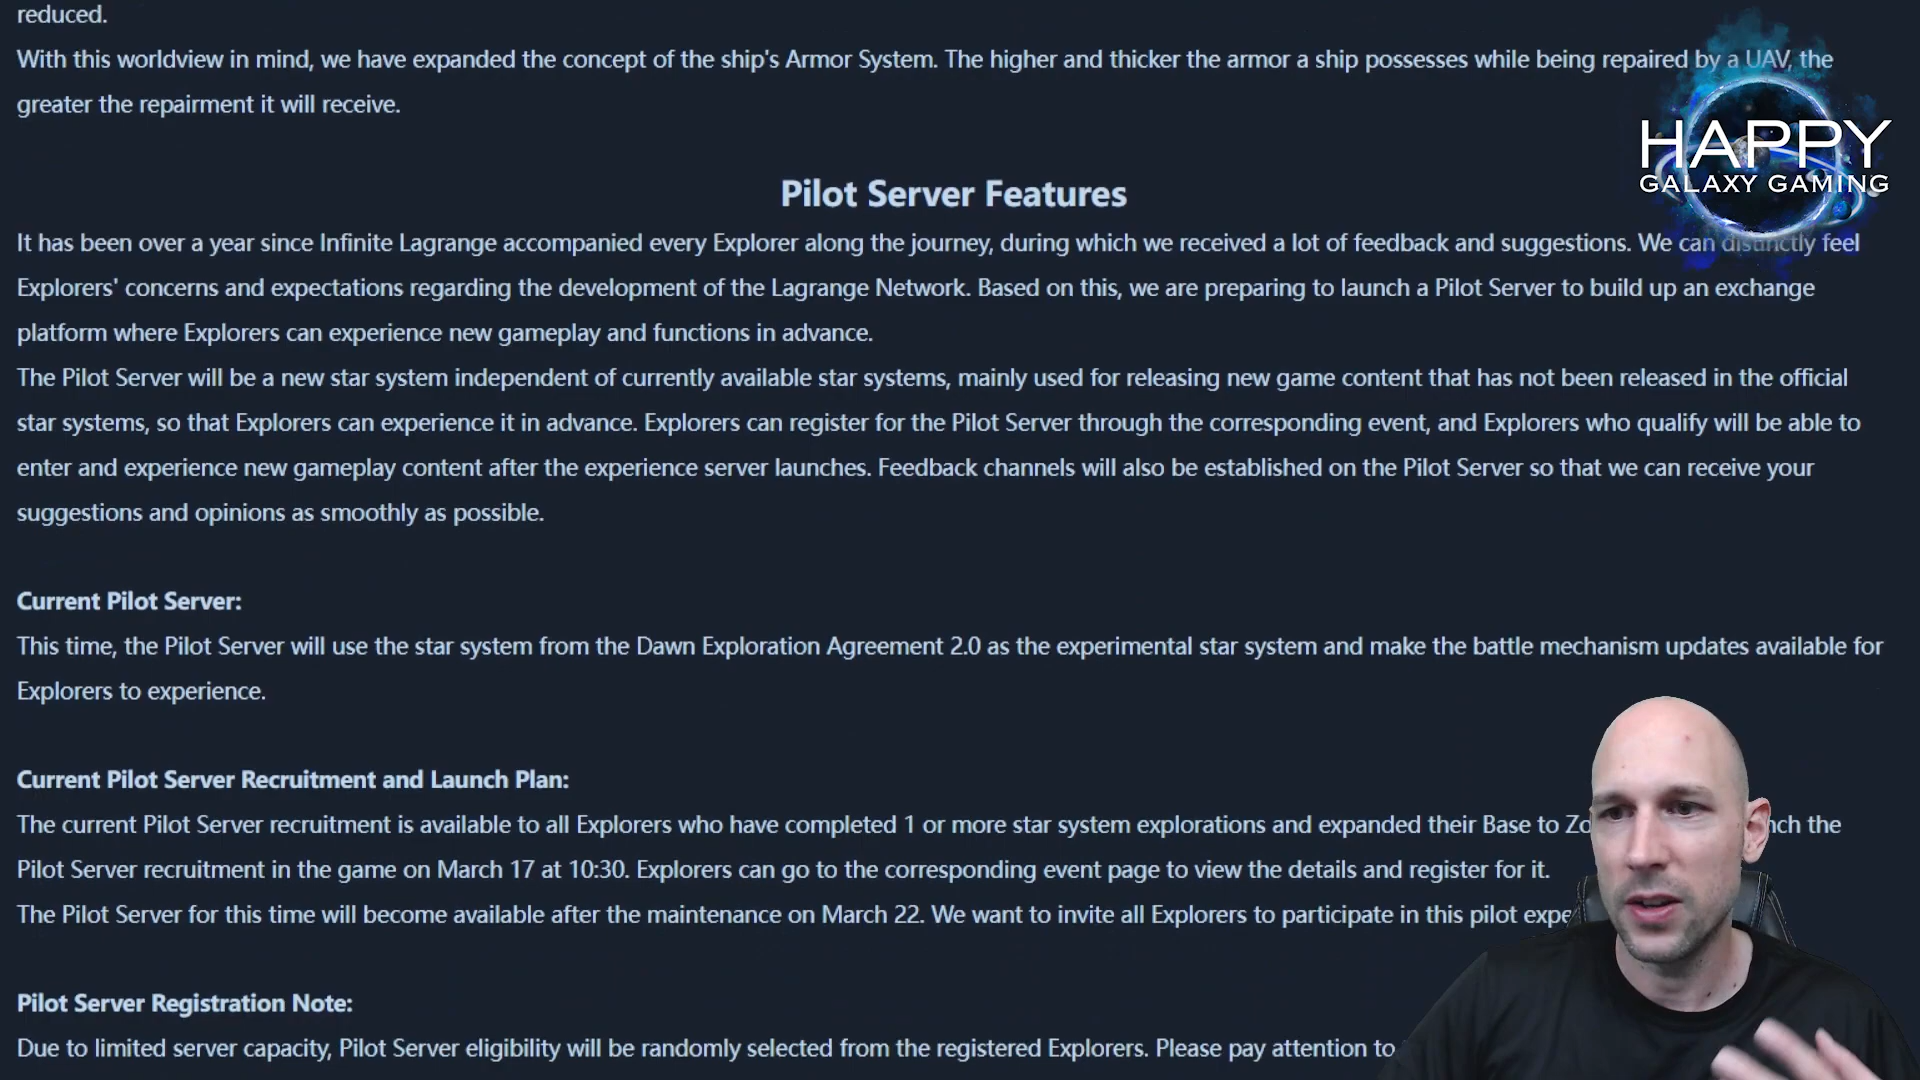 reduced.
With this worldview in mind, we have expanded the concept of the ship's Armor System. The higher and thicker the armor a ship possesses while being repaired by a UAV, the
greater the repairment it will receive.
HAPPY
GALAXY GAMING
Pilot Server Features
It has been over a year since Infinite Lagrange accompanied every Explorer along the journey, during which we received a lot of feedback and suggestions. We can distinctly feel
Explorers' concerns and expectations regarding the development of the Lagrange Network. Based on this, we are preparing to launch a Pilot Server to build up an exchange
platform where Explorers can experience new gameplay and functions in advance.
The Pilot Server will be a new star system independent of currently available star systems, mainly used for releasing new game content that has not been released in the official
star systems, so that Explorers can experience it in advance. Explorers can register for the Pilot Server through the corresponding event, and Explorers who qualify will be able to
enter and experience new gameplay content after the experience server launches. Feedback channels will also be established on the Pilot Server so that we can receive your
suggestions and opinions as smoothly as possible.
Current Pilot Server:
This time, the Pilot Server will use the star system from the Dawn Exploration Agreement 2.0 as the experimental star system and make the battle mechanism updates available for
Explorers to experience.
Current Pilot Server Recruitment and Launch Plan:
The current Pilot Server recruitment is available to all Explorers who have completed 1 or more star system explorations and expanded their Base to the
Pilot Server recruitment in the game on March 17 at 10:30. Explorers can go to the corresponding event page to view the details and register for it.
The Pilot Server for this time will become available after the maintenance on March 22. We want to invite all Explorers to participate in this pilot
Pilot Server Registration Note:
Due to limited server capacity, Pilot Server eligibility will be randomly selected from the registered Explorers. Please pay attention to